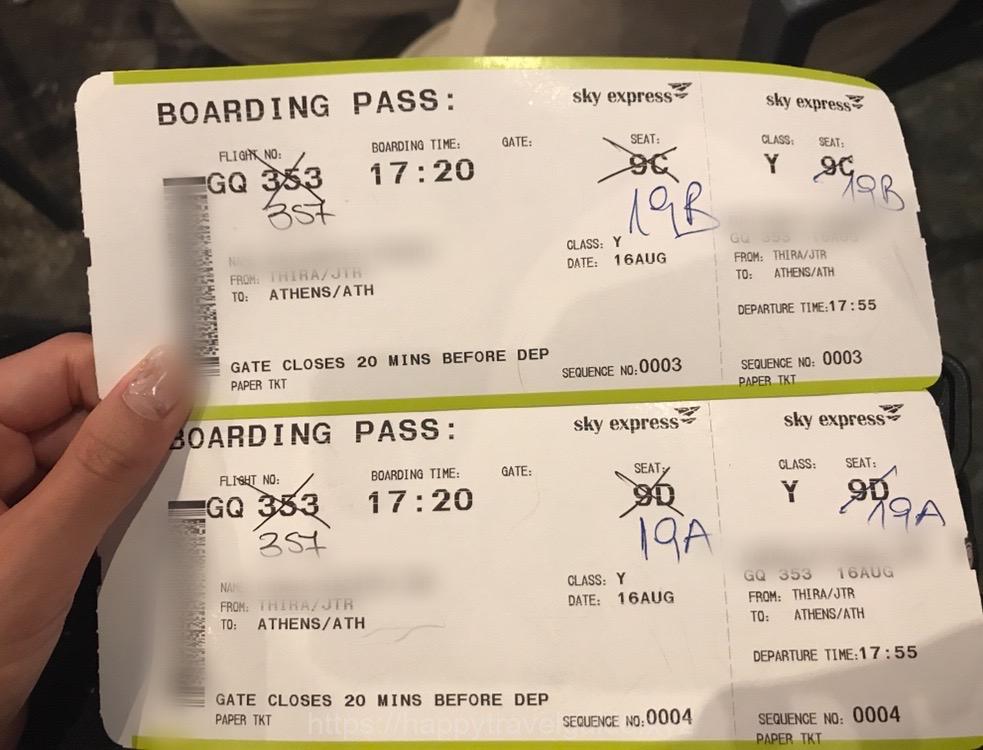 BOARDING PASS:
sky express
sky express
FLIGHT NO:
BOARDING TIME:
GATE:
SEAT:
CLASS:
SEAT:
GQ 353
17:20
9C
Y
9C
357
19B
19B
GQ 353 16AUG
CLASS: Y
DATE: 16AUG
FROM: THIRA/JTR
TO: ATHENS/ATH
FROM: THIRA/JTR
TO: ATHENS/ATH
DEPARTURE TIME:17:55
GATE CLOSES 20 MINS BEFORE DEP
SEQUENCE NO:0003
SEQUENCE NO: 0003
PAPER TKT
PAPER TKT
BOARDING PASS:
sky express
sky express
FLIGHT NO:
BOARDING TIME:
GATE:
SEAT:
CLASS:
SEAT:
GQ 353
17:20
9D
Y
9D
357
19A
19A
GQ 353 16AUG
CLASS: Y
DATE: 16AUG
FROM: THIRA/JTR
TO: ATHENS/ATH
FROM: THIRA/JTR
TO: ATHENS/ATH
DEPARTURE TIME:17:55
GATE CLOSES 20 MINS BEFORE DEP
SEQUENCE NO:0004
SEQUENCE NO: 0004
PAPER TKT
PAPER TKT